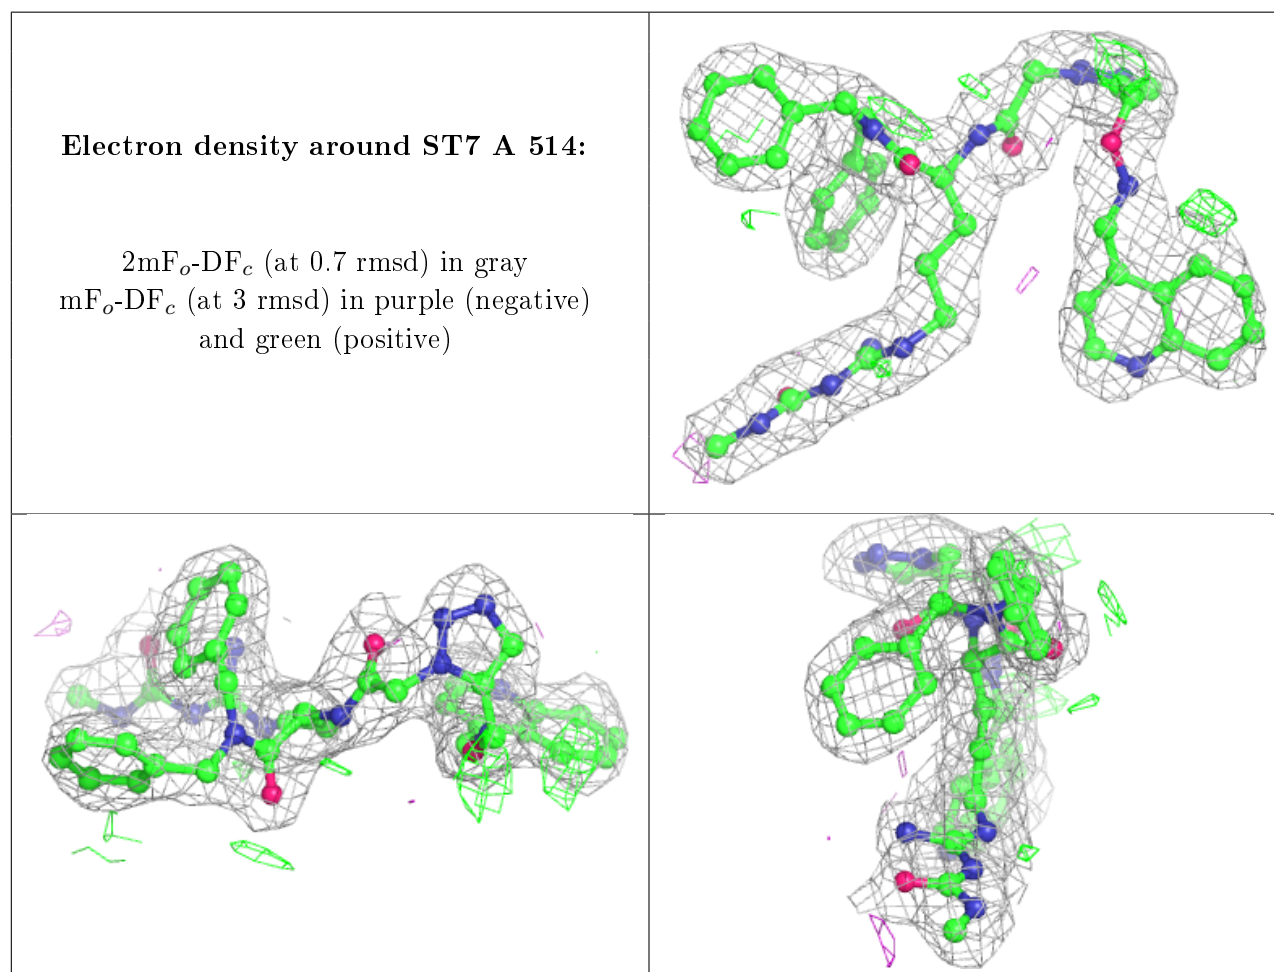 Electron density around ST7 A 514:
2mFo-DFc (at 0.7 rmsd) in gray
mFo-DFc (at 3 rmsd) in purple (negative)
and green (positive)